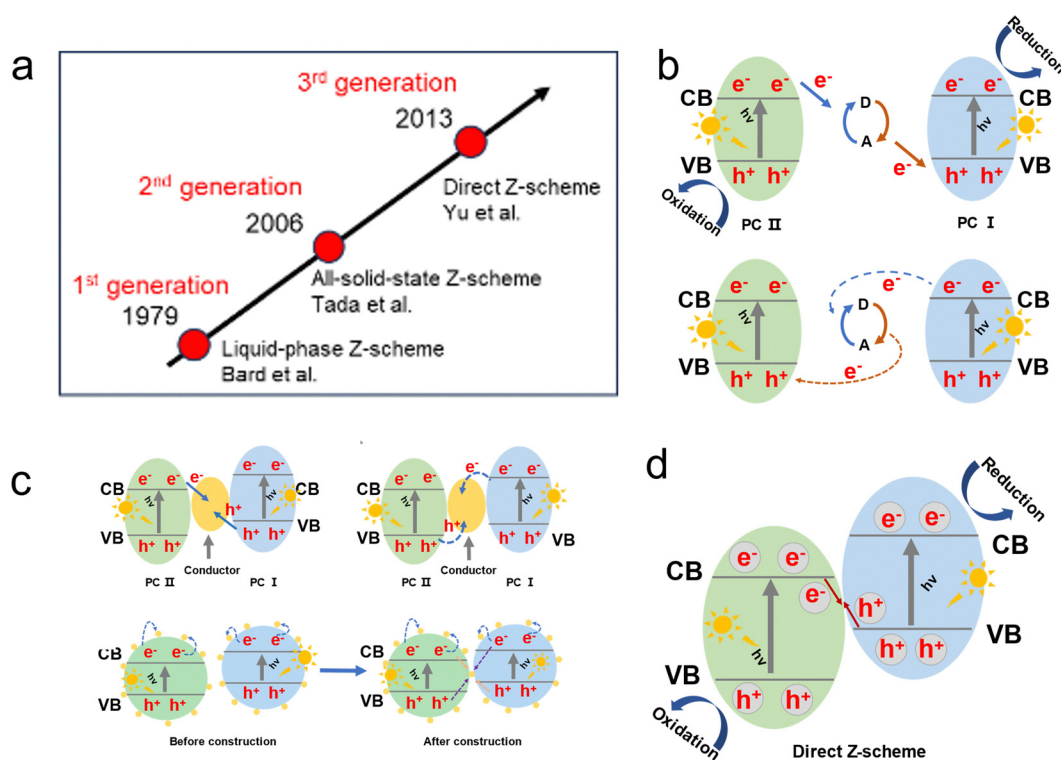 a
3rd generation
2013
2nd generation
2006
Direct Z-scheme
Yu et al.
1st generation
1979
All-solid-state Z-scheme
Tada et al.
Liquid-phase Z-scheme
Bard et al.
b
Reduction
e- e-
e-
e- e-
CB
D
CB
hv
hv
A
VB
VB
h+ h+
e-
h+ h+
Oxidation
PC II
PC I
e- e-
e-
e- e-
CB
D
CB
hv
hv
A
VB
VB
h+ h+
e-
h+ h+
c
e- e-
e- e-
e-
CB
CB
hv
hv
h+
VB
VB
h+ h+
h+ h+
PC II
Conductor
PC I
e- e-
e-
e- e-
CB
CB
hv
hv
h+
VB
VB
h+ h+
h+ h+
PC II
Conductor
PC I
CB
e- e-
e- e-
hv
hv
VB
h+ h+
h+ h+
Before construction
CB
e- e-
e- e-
hv
hv
VB
h+ h+
h+ h+
After construction
d
Reduction
e- e-
CB
e- e-
CB
e-
hv
h+
VB
hv
h+ h+
VB
h+ h+
Oxidation
Direct Z-scheme